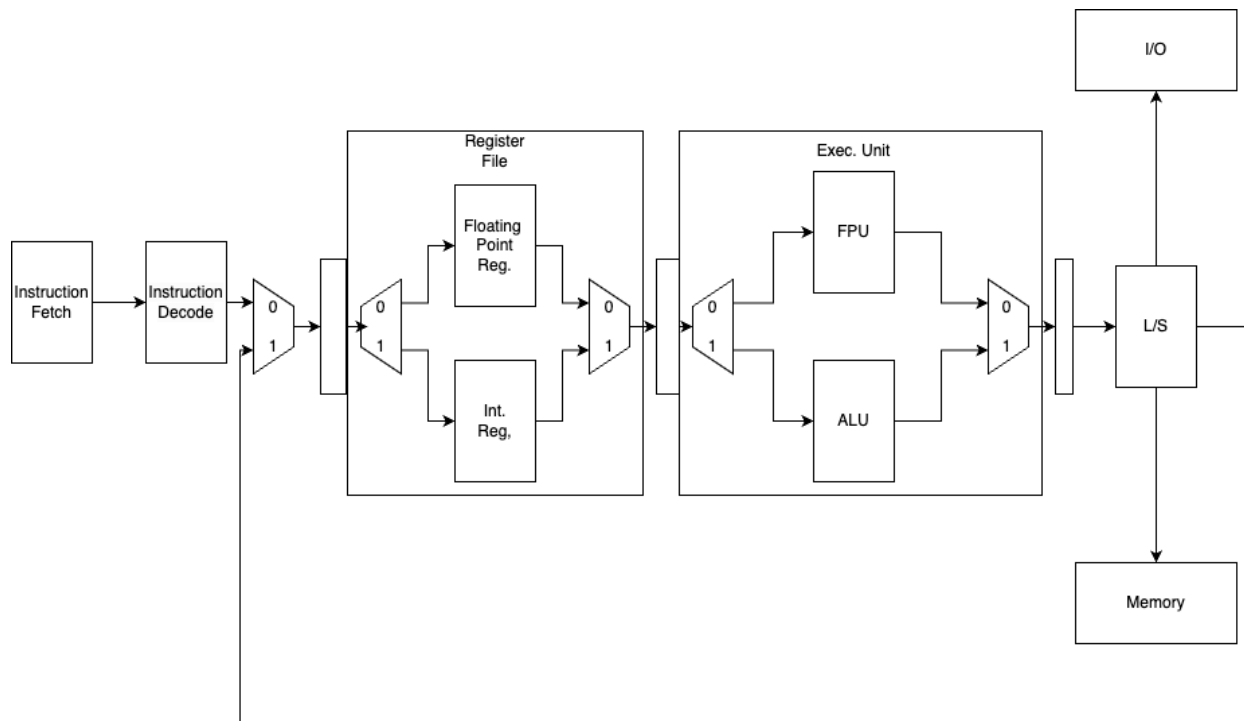 I/O
Register
File
Exec. Unit
Instruction
Fetch
Instruction
Decode
0
1
0
1
Floating
Point
Reg.
Int.
Reg,
0
1
0
1
FPU
ALU
0
1
L/S
Memory